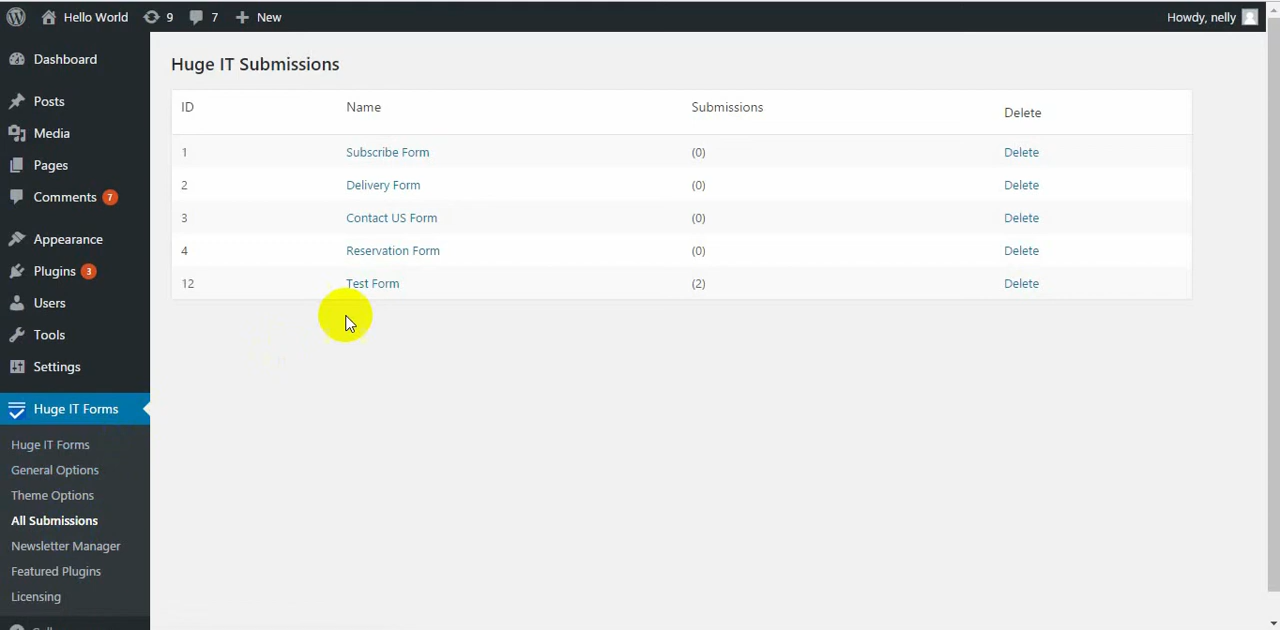 Hello World 9 7 New Howdy, nelly
Dashboard
Posts
Media
Pages
Comments 7
Appearance
Plugins 3
Users
Tools
Settings
Huge IT Forms
Huge IT Forms
General Options
Theme Options
All Submissions
Newsletter Manager
Featured Plugins
Licensing
Huge IT Submissions
ID Name Submissions Delete
1 Subscribe Form (0) Delete
2 Delivery Form (0) Delete
3 Contact US Form (0) Delete
4 Reservation Form (0) Delete
12 Test Form (2) Delete